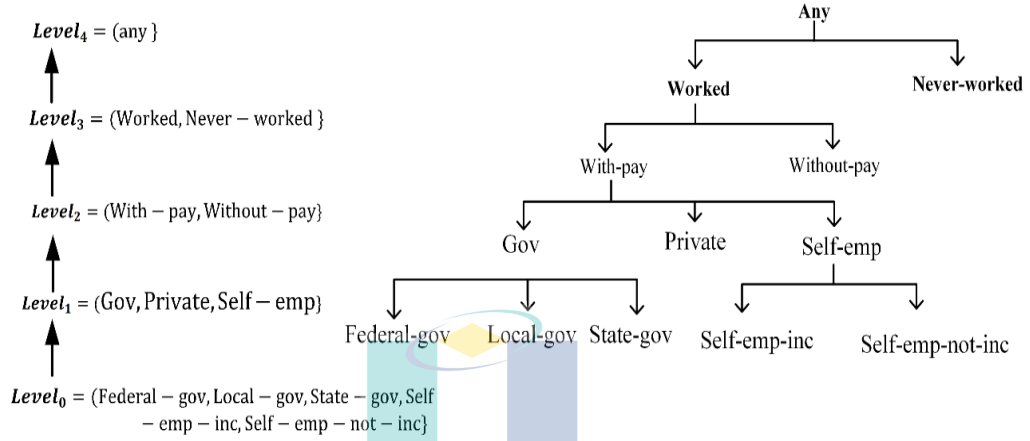 Level₄ = (any }
Level₃ = (Worked, Never – worked }
Level₂ = (With – pay, Without – pay}
Level₁ = (Gov, Private, Self – emp}
Level₀ = (Federal – gov, Local – gov, State – gov, Self
– emp – inc, Self – emp – not – inc}
Any
Worked
Never-worked
With-pay
Without-pay
Gov
Private
Self-emp
Federal-gov
Local-gov
State-gov
Self-emp-inc
Self-emp-not-inc